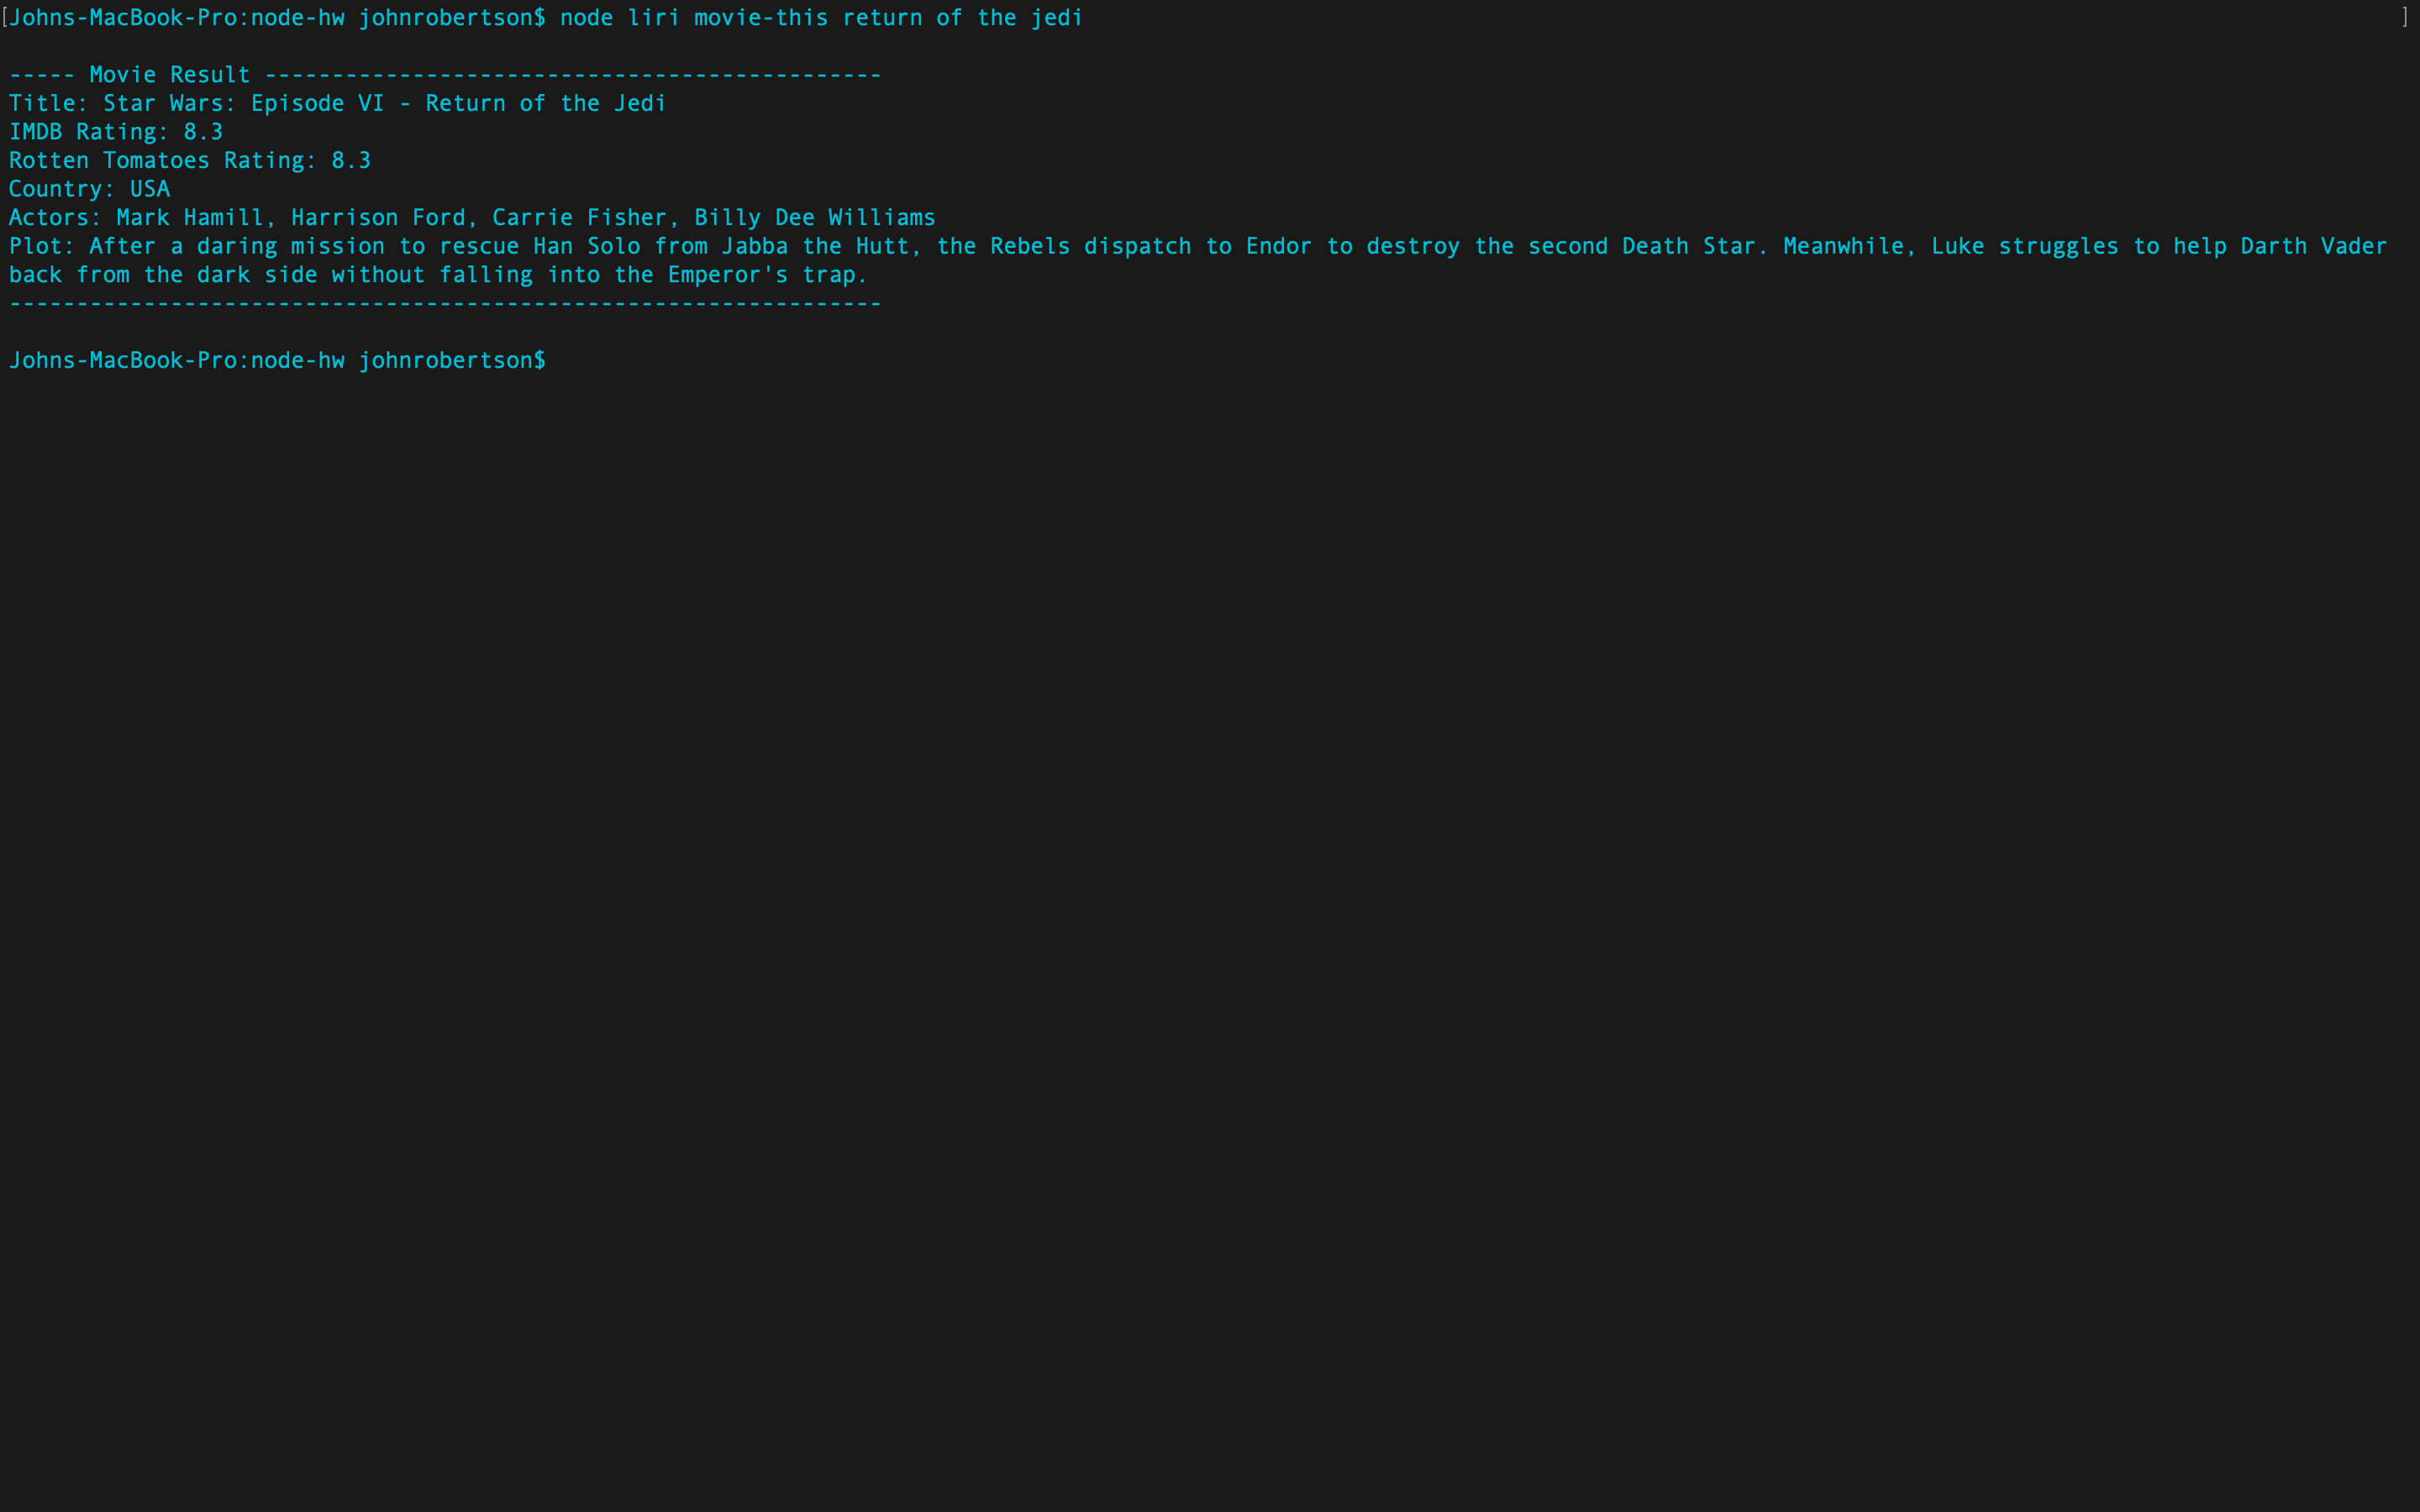 [Johns-MacBook-Pro:node-hw johnrobertson$ node liri movie-this return of the jedi ]
----- Movie Result ----------------------------------------------
Title: Star Wars: Episode VI - Return of the Jedi
IMDB Rating: 8.3
Rotten Tomatoes Rating: 8.3
Country: USA
Actors: Mark Hamill, Harrison Ford, Carrie Fisher, Billy Dee Williams
Plot: After a daring mission to rescue Han Solo from Jabba the Hutt, the Rebels dispatch to Endor to destroy the second Death Star. Meanwhile, Luke struggles to help Darth Vader
back from the dark side without falling into the Emperor's trap.
-----------------------------------------------------------------
Johns-MacBook-Pro:node-hw johnrobertson$